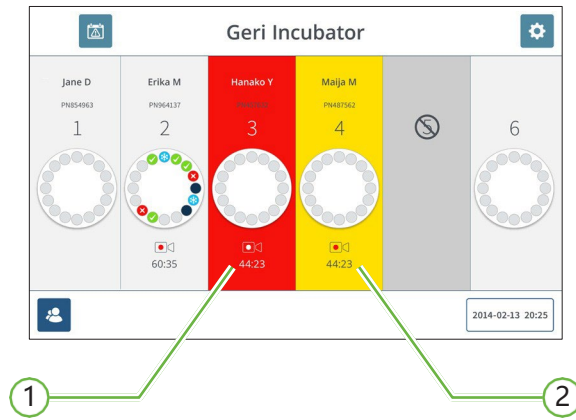 Geri Incubator
Jane D
PN854963
1
Erika M
PN964137
2
60:35
Hanako Y
3
44:23
Maija M
PN487562
4
44:23
5
6
2014-02-13 20:25
1
2